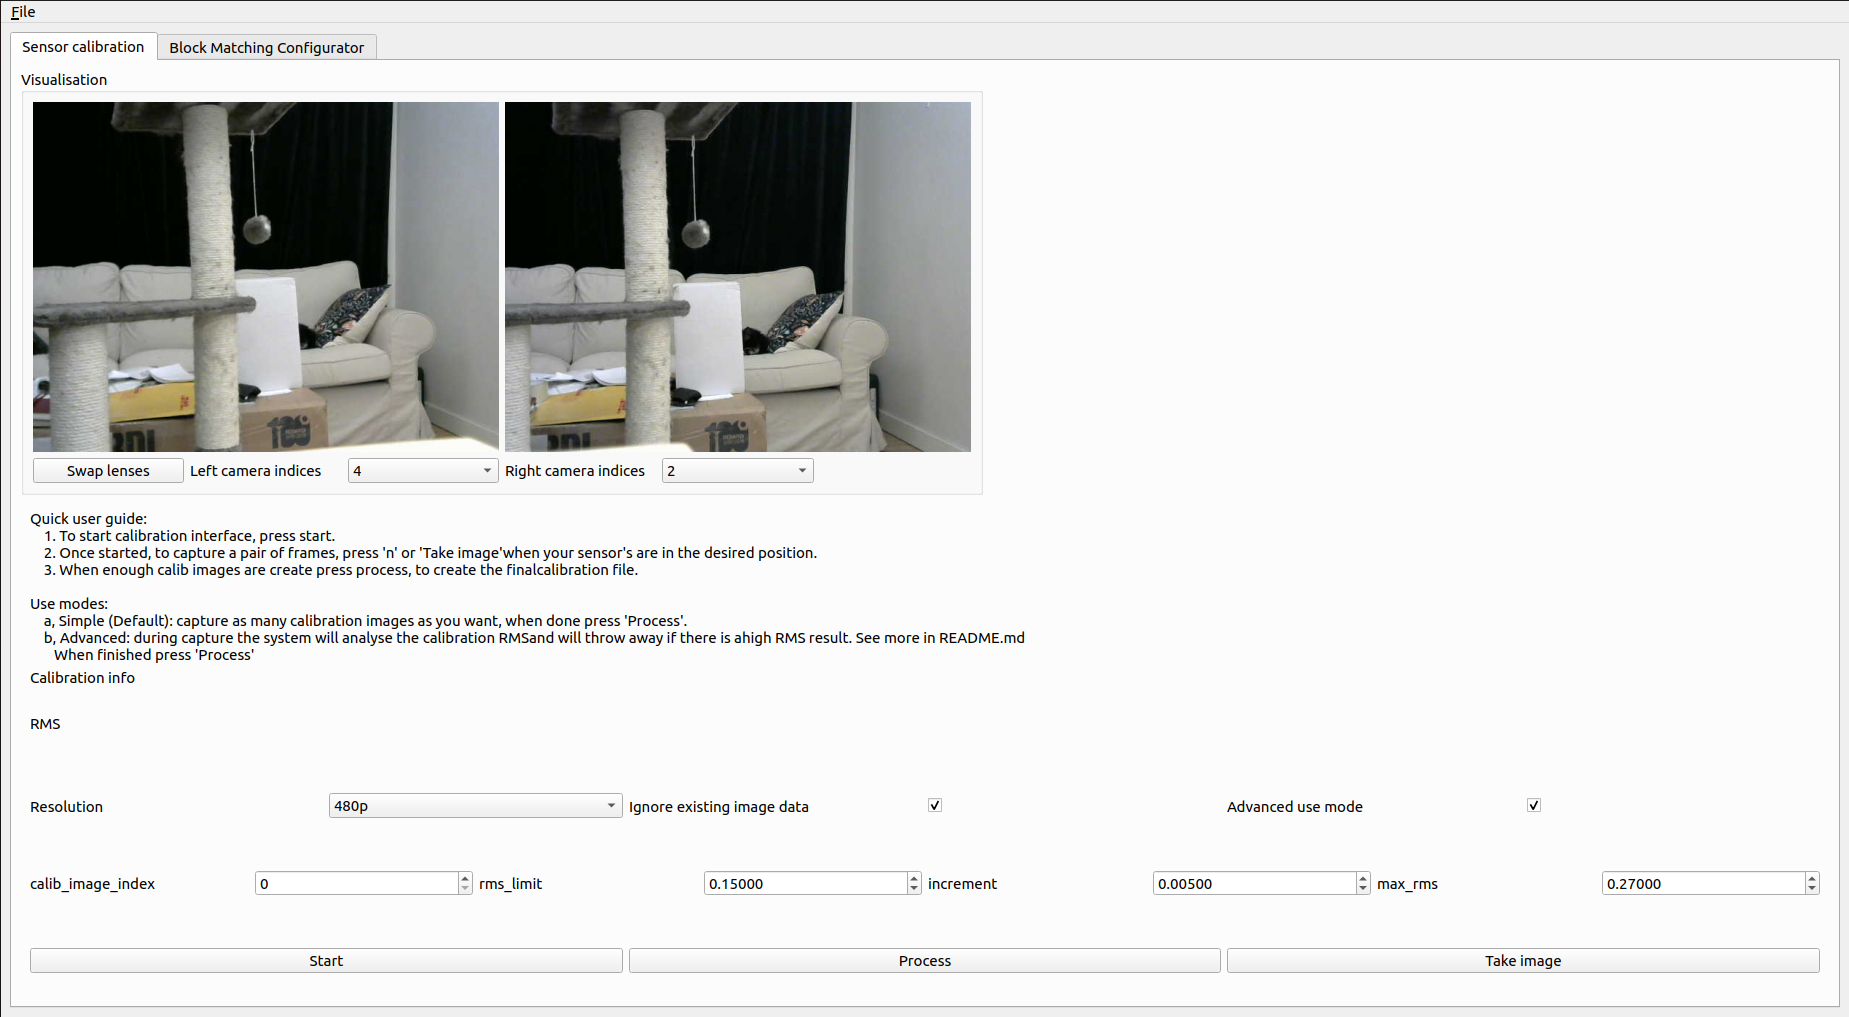 File
Sensor calibration
Block Matching Configurator
Visualisation
Swap lenses
Left camera indices
4
Right camera indices
2
Quick user guide:
1. To start calibration interface, press start.
2. Once started, to capture a pair of frames, press 'n' or 'Take image'when your sensor's are in the desired position.
3. When enough calib images are create press process, to create the finalcalibration file.
Use modes:
a, Simple (Default): capture as many calibration images as you want, when done press 'Process'.
b, Advanced: during capture the system will analyse the calibration RMSand will throw away if there is ahigh RMS result. See more in README.md
When finished press 'Process'
Calibration info
RMS
Resolution
480p
Ignore existing image data
Advanced use mode
calib_image_index
0
rms_limit
0.15000
increment
0.00500
max_rms
0.27000
Start
Process
Take image